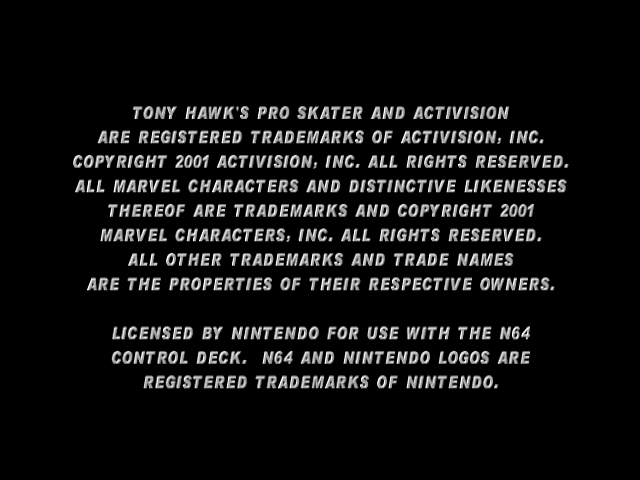 TONY HAWK'S PRO SKATER AND ACTIVISION
ARE REGISTERED TRADEMARKS OF ACTIVISION, INC.
COPYRIGHT 2001 ACTIVISION, INC. ALL RIGHTS RESERVED.
ALL MARVEL CHARACTERS AND DISTINCTIVE LIKENESSES
THEREOF ARE TRADEMARKS AND COPYRIGHT 2001
MARVEL CHARACTERS, INC. ALL RIGHTS RESERVED.
ALL OTHER TRADEMARKS AND TRADE NAMES
ARE THE PROPERTIES OF THEIR RESPECTIVE OWNERS.
LICENSED BY NINTENDO FOR USE WITH THE N64
CONTROL DECK. N64 AND NINTENDO LOGOS ARE
REGISTERED TRADEMARKS OF NINTENDO.